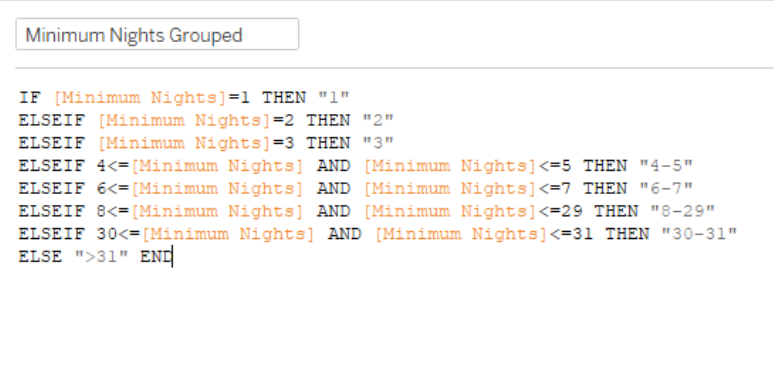 Minimum Nights Grouped
IF [Minimum Nights]=1 THEN "1"
ELSEIF [Minimum Nights]=2 THEN "2"
ELSEIF [Minimum Nights]=3 THEN "3"
ELSEIF 4<=[Minimum Nights] AND [Minimum Nights]<=5 THEN "4-5"
ELSEIF 6<=[Minimum Nights] AND [Minimum Nights]<=7 THEN "6-7"
ELSEIF 8<=[Minimum Nights] AND [Minimum Nights]<=29 THEN "8-29"
ELSEIF 30<=[Minimum Nights] AND [Minimum Nights]<=31 THEN "30-31"
ELSE ">31" END